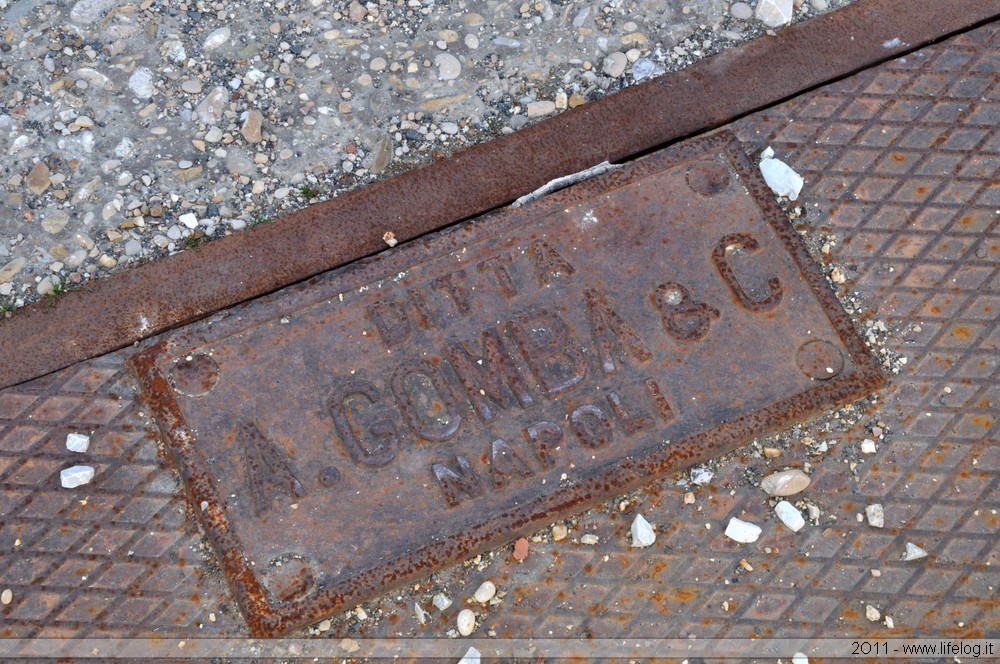 DITTA
A. GOMBA & C
NAPOLI
2011 - www.lifelog.it